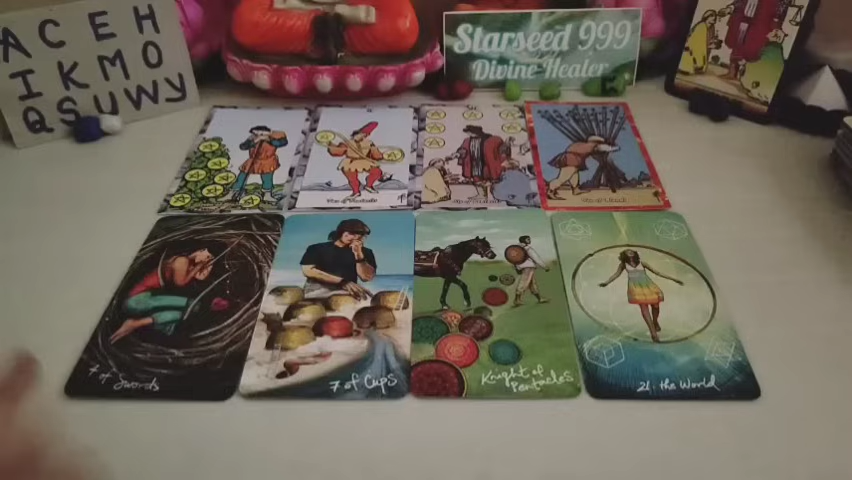 A C E H
I K M O
Q S U W Y
Starseed 999
Divine-Healer
7 of Swords
7 of Cups
Knight of
Pentacles
21. the World